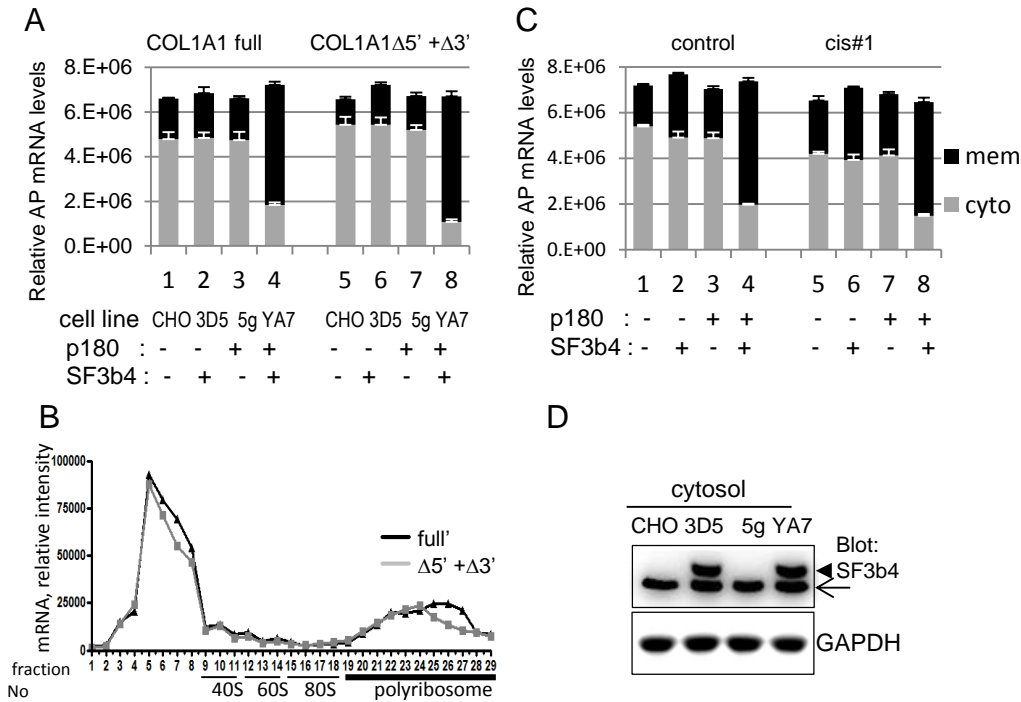 A
COL1A1 full COL1A1Δ5' +Δ3'
Relative AP mRNA levels
8.E+06
6.E+06
4.E+06
2.E+06
0.E+00
1 2 3 4 5 6 7 8
cell line CHO 3D5 5g YA7 CHO 3D5 5g YA7
p180 : - - + + - - + +
SF3b4 : - + - + - + - +
C
control cis#1
Relative AP mRNA levels
8.E+06
6.E+06
4.E+06
2.E+06
0.E+00
mem
cyto
1 2 3 4 5 6 7 8
p180 : - - + + - - + +
SF3b4 : - + - + - + - +
B
mRNA, relative intensity
100000
75000
50000
25000
0
full'
Δ5' +Δ3'
fraction No
1 2 3 4 5 6 7 8 9 10 11 12 13 14 15 16 17 18 19 20 21 22 23 24 25 26 27 28 29
40S 60S 80S polyribosome
D
cytosol
CHO 3D5 5g YA7
Blot:
SF3b4
GAPDH